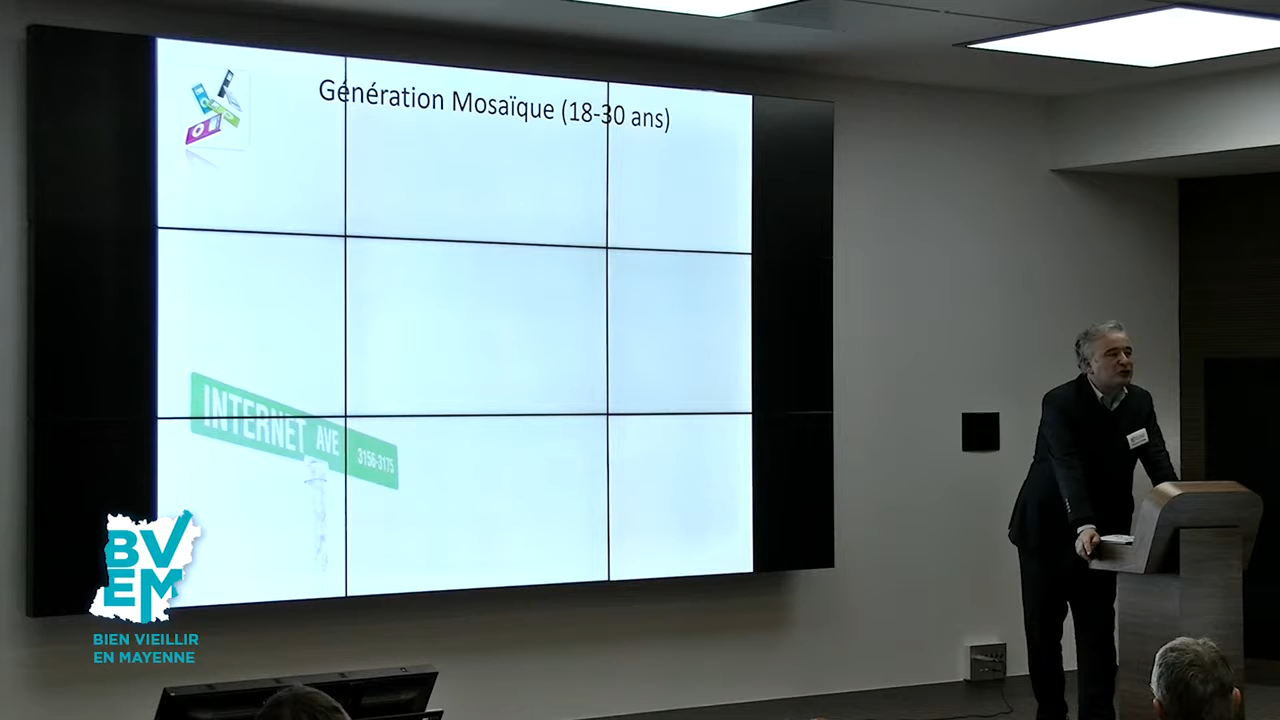 Génération Mosaïque (18-30 ans)
INTERNET AVE 3156-3175
BV
EM
BIEN VIEILLIR
EN MAYENNE